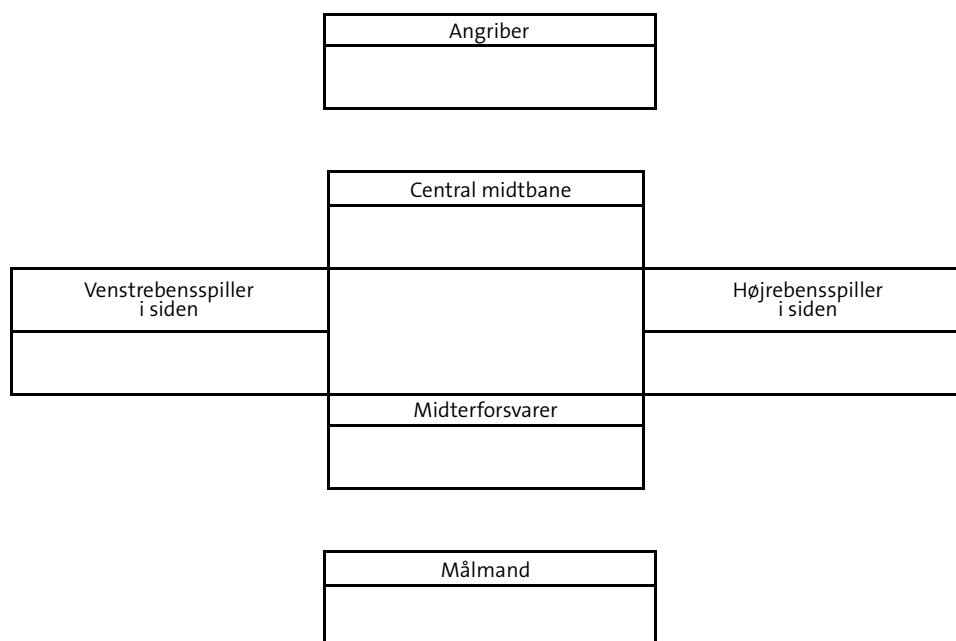 Angriber
Central midtbane
Venstrebensspiller
i siden
Højrebensspiller
i siden
Midterforsvarer
Målmand